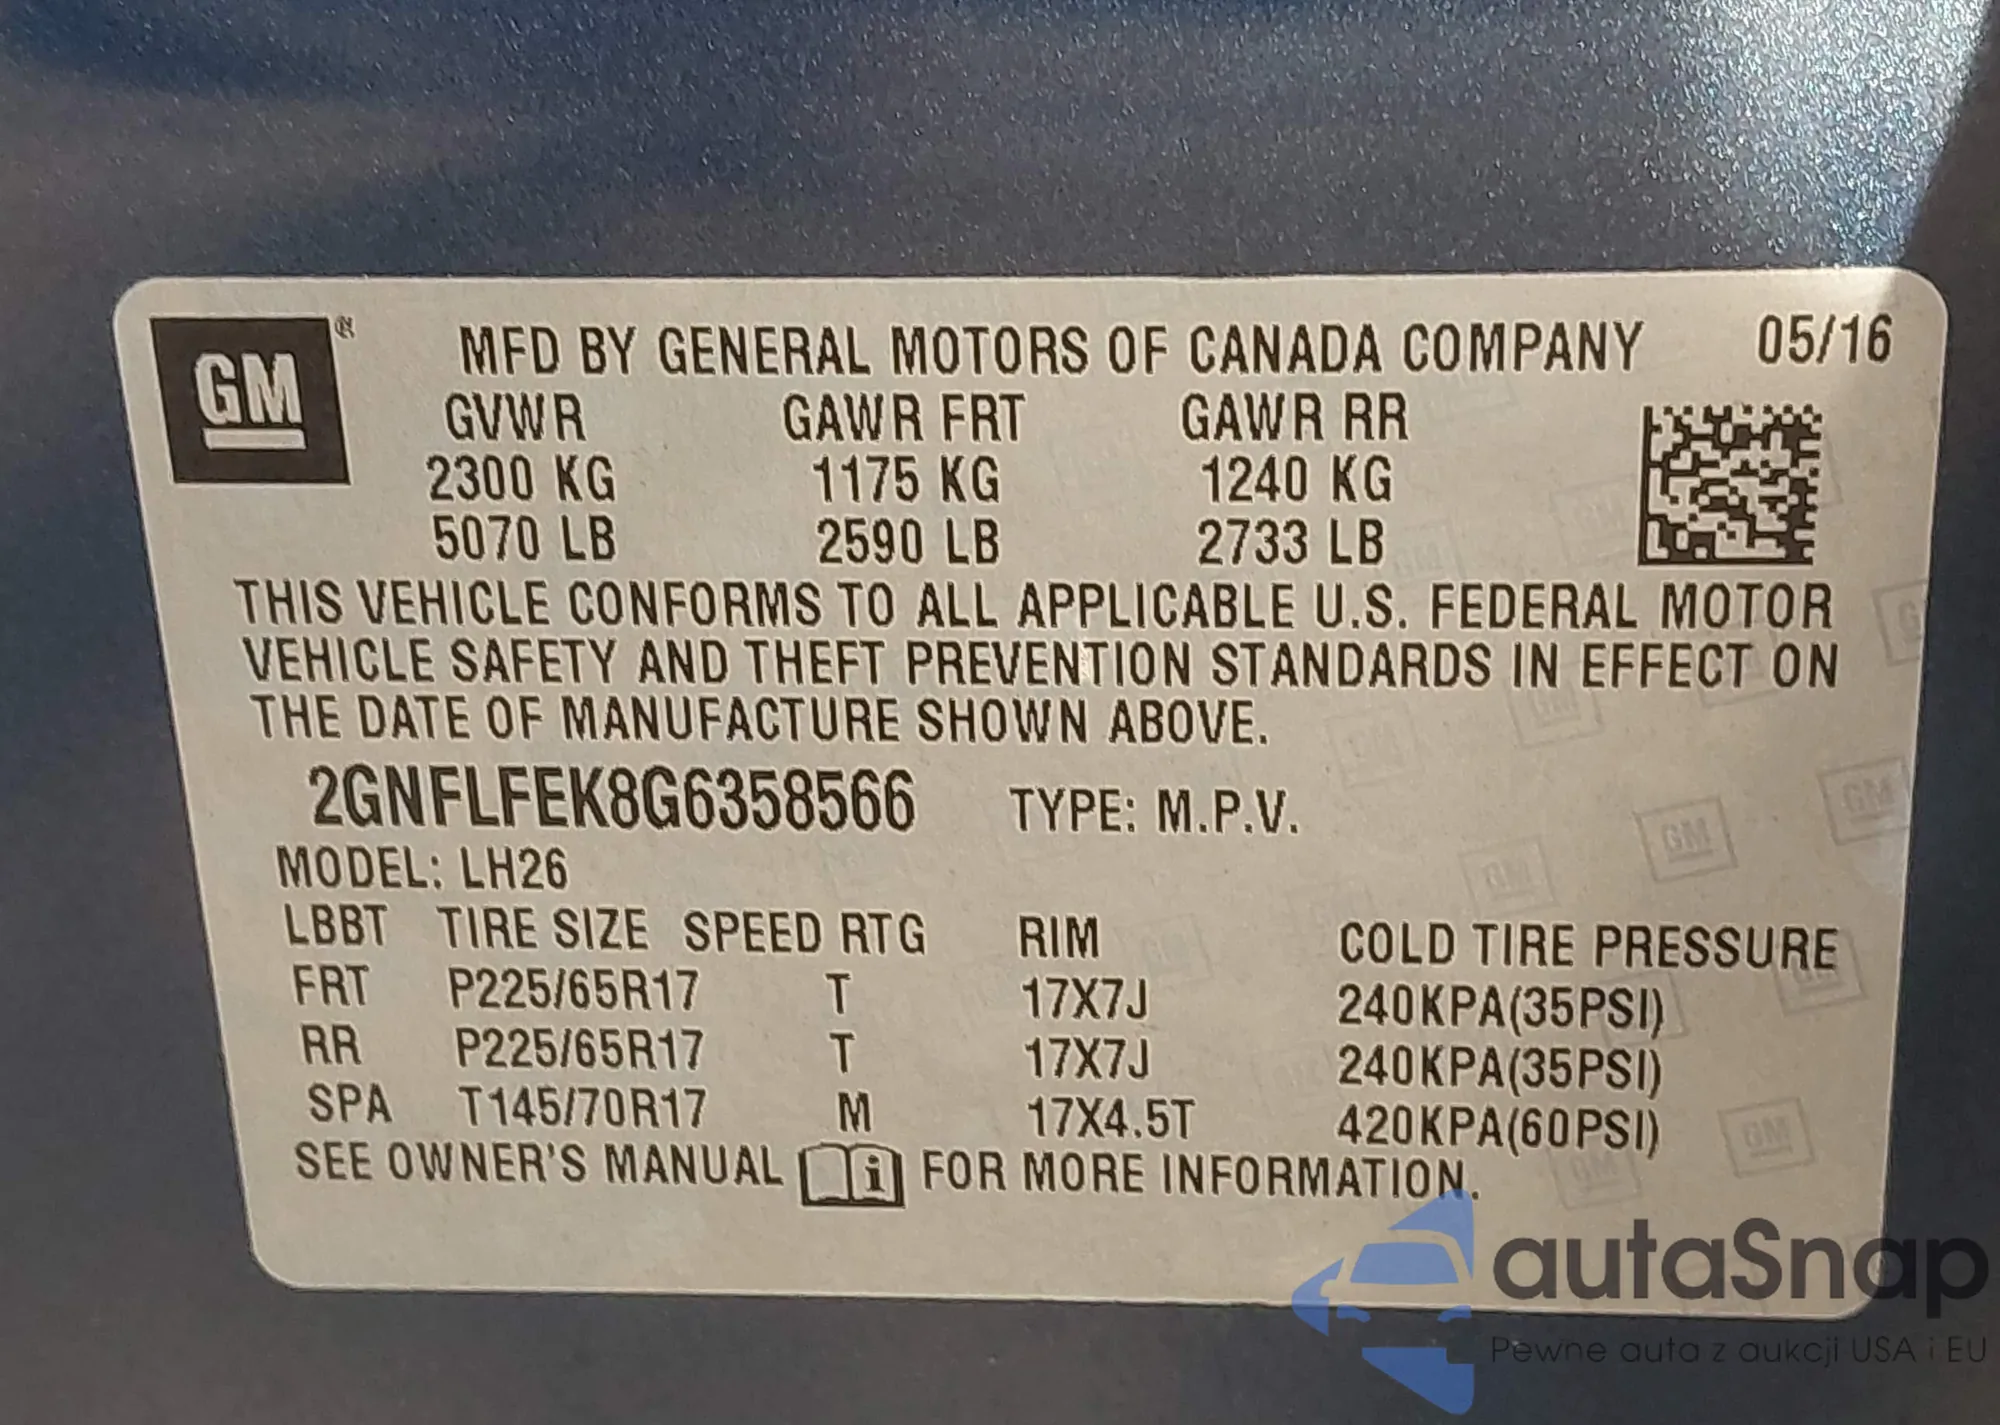 GM ® MFD BY GENERAL MOTORS OF CANADA COMPANY 05/16
GVWR GAWR FRT GAWR RR
2300 KG 1175 KG 1240 KG
5070 LB 2590 LB 2733 LB
THIS VEHICLE CONFORMS TO ALL APPLICABLE U.S. FEDERAL MOTOR
VEHICLE SAFETY AND THEFT PREVENTION STANDARDS IN EFFECT ON
THE DATE OF MANUFACTURE SHOWN ABOVE.
2GNFLFEK8G6358566 TYPE: M.P.V.
MODEL: LH26
LBBT TIRE SIZE SPEED RTG RIM COLD TIRE PRESSURE
FRT P225/65R17 T 17X7J 240KPA(35PSI)
RR P225/65R17 T 17X7J 240KPA(35PSI)
SPA T145/70R17 M 17X4.5T 420KPA(60PSI)
SEE OWNER'S MANUAL i FOR MORE INFORMATION.
autaSnap
Pewne auta z aukcji USA i EU